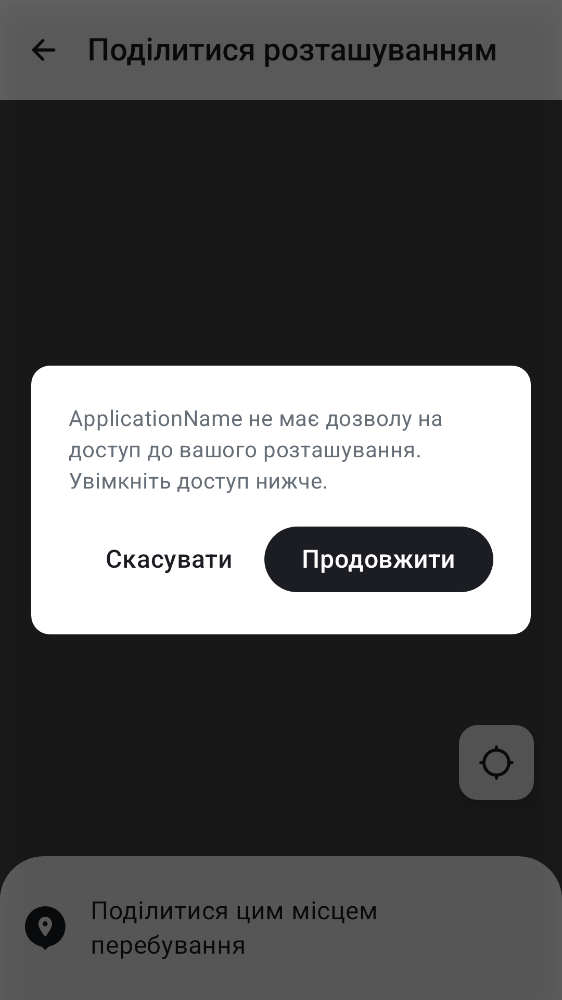 Поділитися розташуванням
ApplicationName не має дозволу на
доступ до вашого розташування.
Увімкніть доступ нижче.
Скасувати
Продовжити
Поділитися цим місцем
перебування